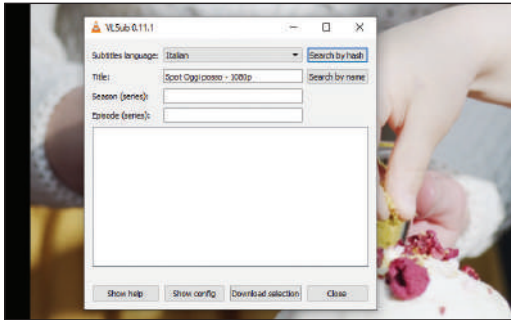 VLSub 0.11.1
Subtitles language: Italian Search by hash
Title: Spot Oggi posso - 1080p Search by name
Season (series):
Episode (series):
Show help Show config Download selection Close